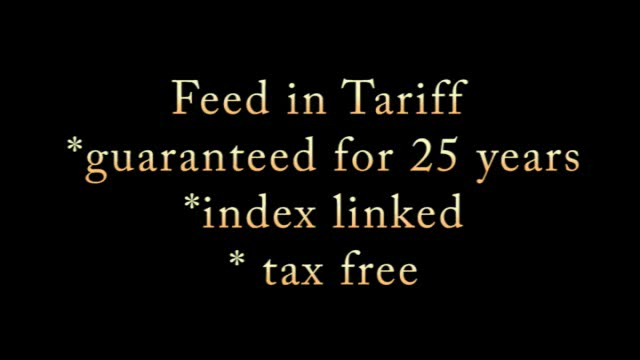 Feed in Tariff
*guaranteed for 25 years
*index linked
* tax free